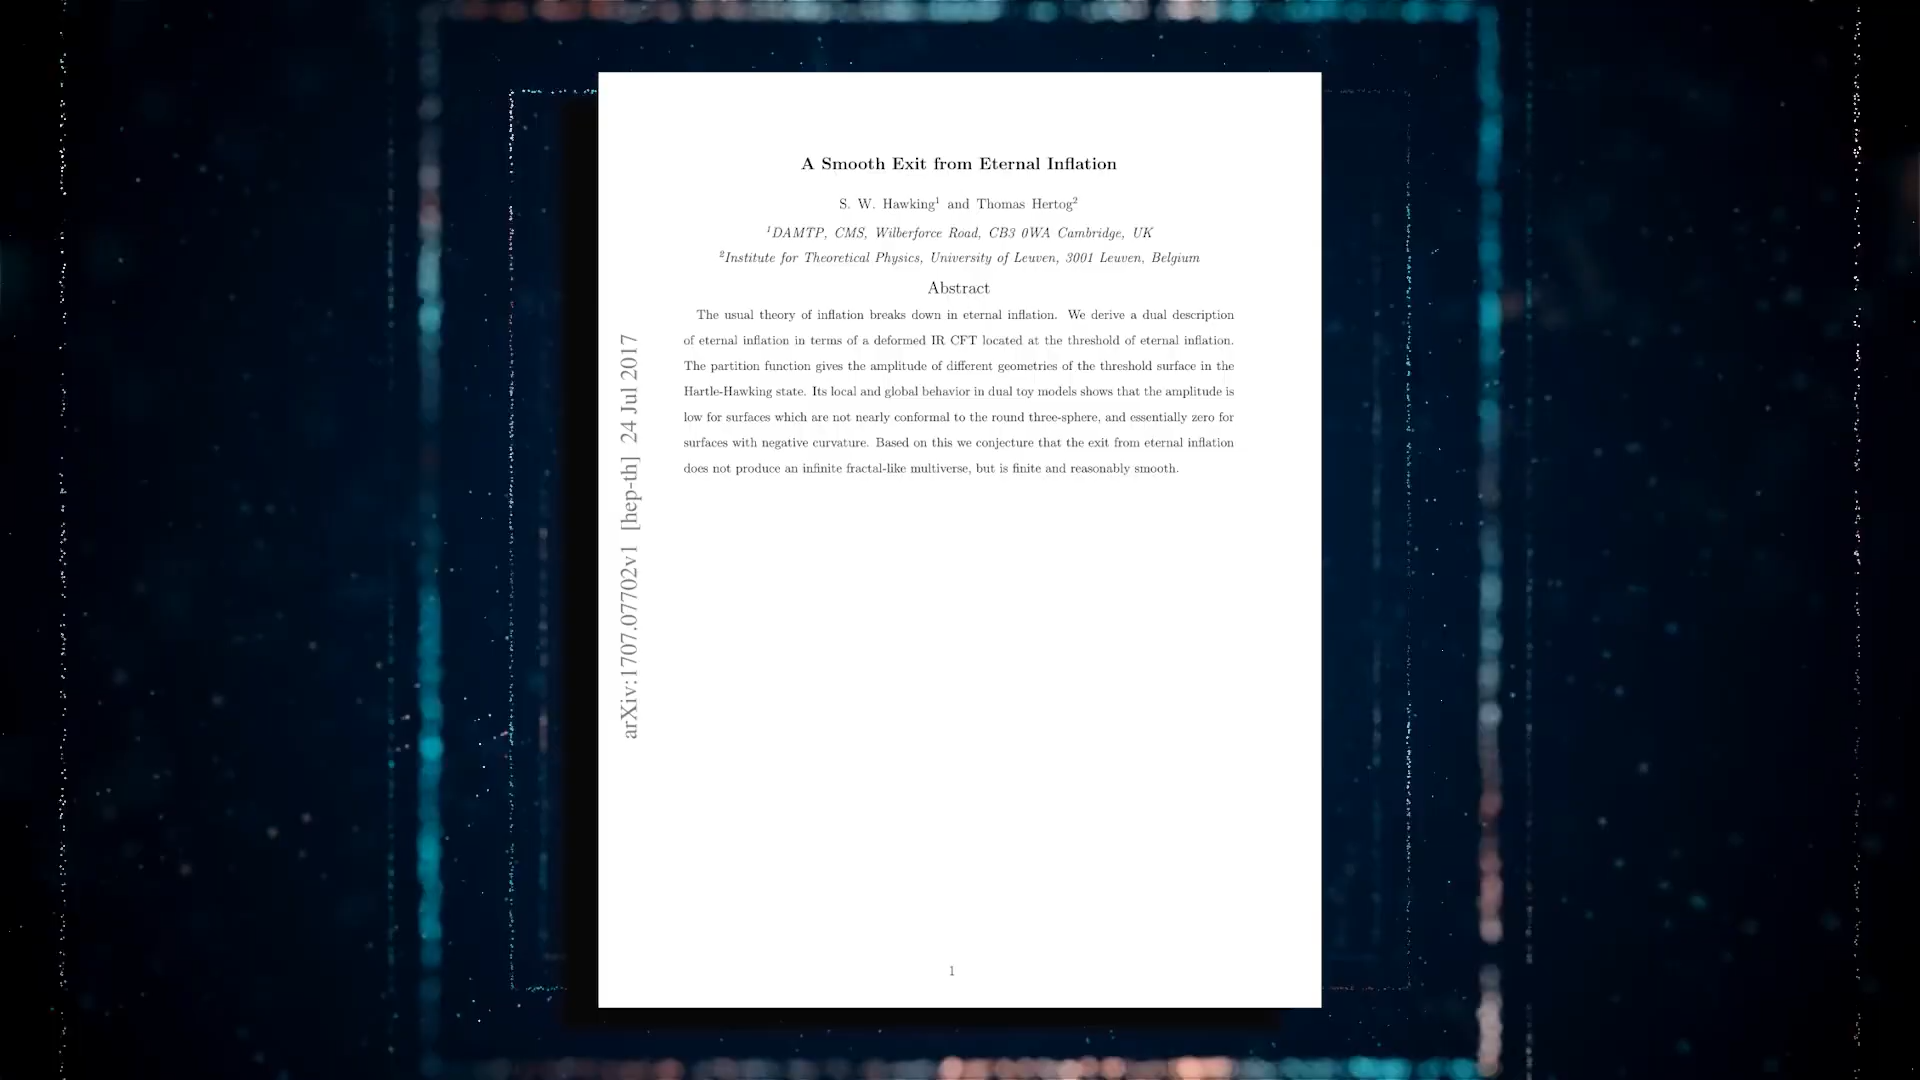 A Smooth Exit from Eternal Inflation
S. W. Hawking¹ and Thomas Hertog²
¹DAMTP, CMS, Wilberforce Road, CB3 0WA Cambridge, UK
²Institute for Theoretical Physics, University of Leuven, 3001 Leuven, Belgium
Abstract
The usual theory of inflation breaks down in eternal inflation. We derive a dual description
of eternal inflation in terms of a deformed IR CFT located at the threshold of eternal inflation.
The partition function gives the amplitude of different geometries of the threshold surface in the
Hartle-Hawking state. Its local and global behavior in dual toy models shows that the amplitude is
low for surfaces which are not nearly conformal to the round three-sphere, and essentially zero for
surfaces with negative curvature. Based on this we conjecture that the exit from eternal inflation
does not produce an infinite fractal-like multiverse, but is finite and reasonably smooth.
arXiv:1707.07702v1 [hep-th] 24 Jul 2017
1